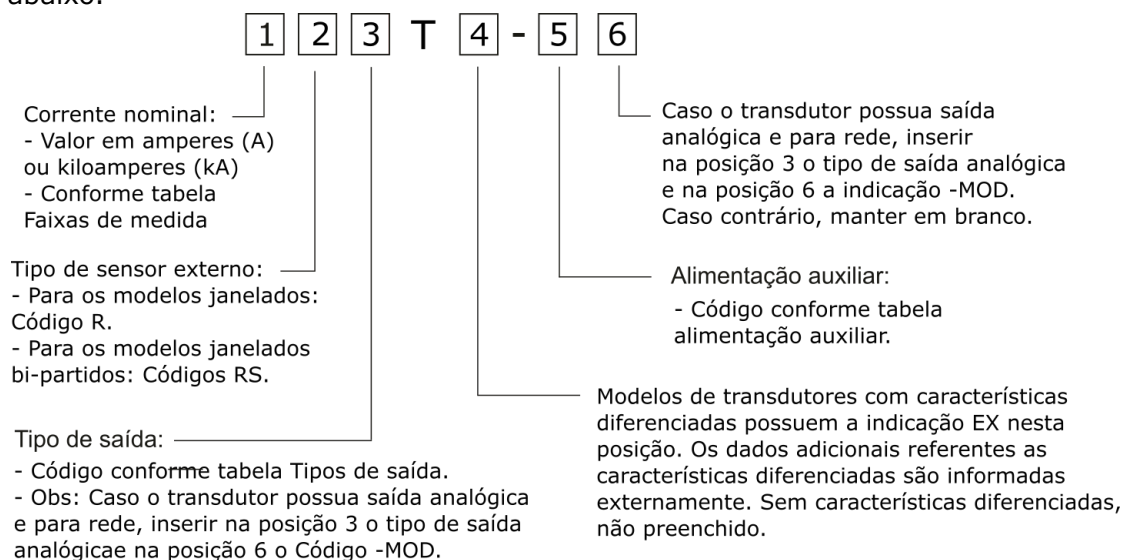 abaixo:
1 2 3 T 4 - 5 6
Corrente nominal:
- Valor em amperes (A)
ou kiloamperes (kA)
- Conforme tabela
Faixas de medida
Tipo de sensor externo:
- Para os modelos janelados:
Código R.
- Para os modelos janelados
bi-partidos: Códigos RS.
Tipo de saída:
- Código conforme tabela Tipos de saída.
- Obs: Caso o transdutor possua saída analógica
e para rede, inserir na posição 3 o tipo de saída
analógicae na posição 6 o Código -MOD.
Caso o transdutor possua saída
analógica e para rede, inserir
na posição 3 o tipo de saída analógica
e na posição 6 a indicação -MOD.
Caso contrário, manter em branco.
Alimentação auxiliar:
- Código conforme tabela
alimentação auxiliar.
Modelos de transdutores com características
diferenciadas possuem a indicação EX nesta
posição. Os dados adicionais referentes as
características diferenciadas são informadas
externamente. Sem características diferenciadas,
não preenchido.